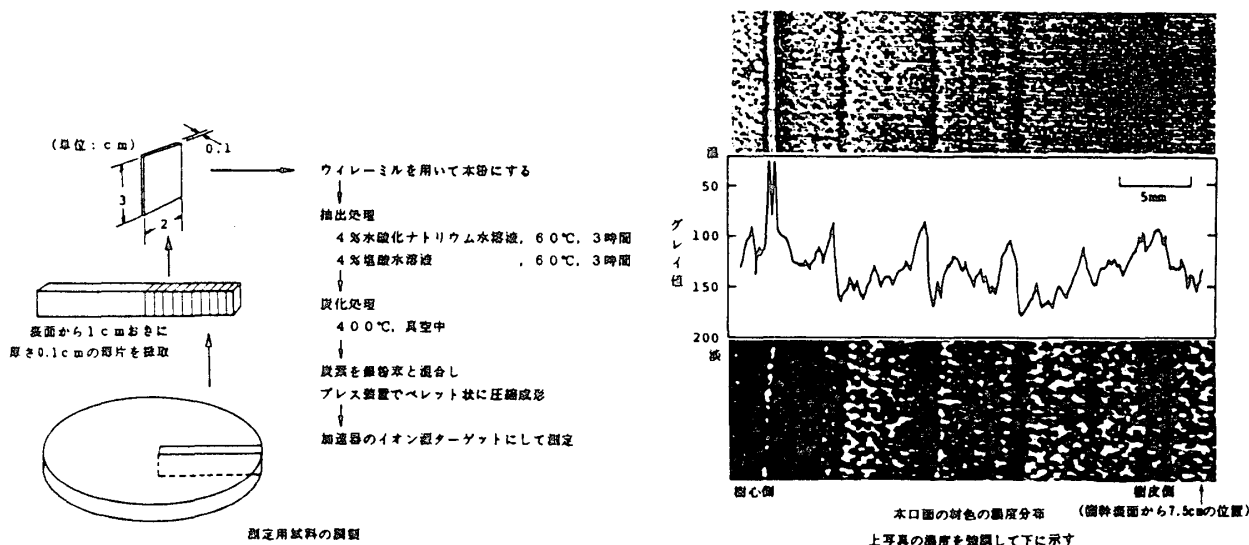 (単位：cm)
0.1
3
2
ウィレーミルを用いて木粉にする
抽出処理
4%水酸化ナトリウム水溶液，60℃，3時間
4%塩酸水溶液，60℃，3時間
炭化処理
400℃，真空中
炭素を銀粉末と混合し
プレス装置でペレット状に圧縮成形
加速器のイオン源ターゲットにして測定
表面から1cmおきに
厚さ0.1cmの切片を採取
測定用試料の調製
濃
50
100
150
200
淡
グレイ値
5mm
樹心側
樹皮側
(樹幹表面から7.5cmの位置)
木口面の材色の濃度分布
上写真の濃度を強調して下に示す